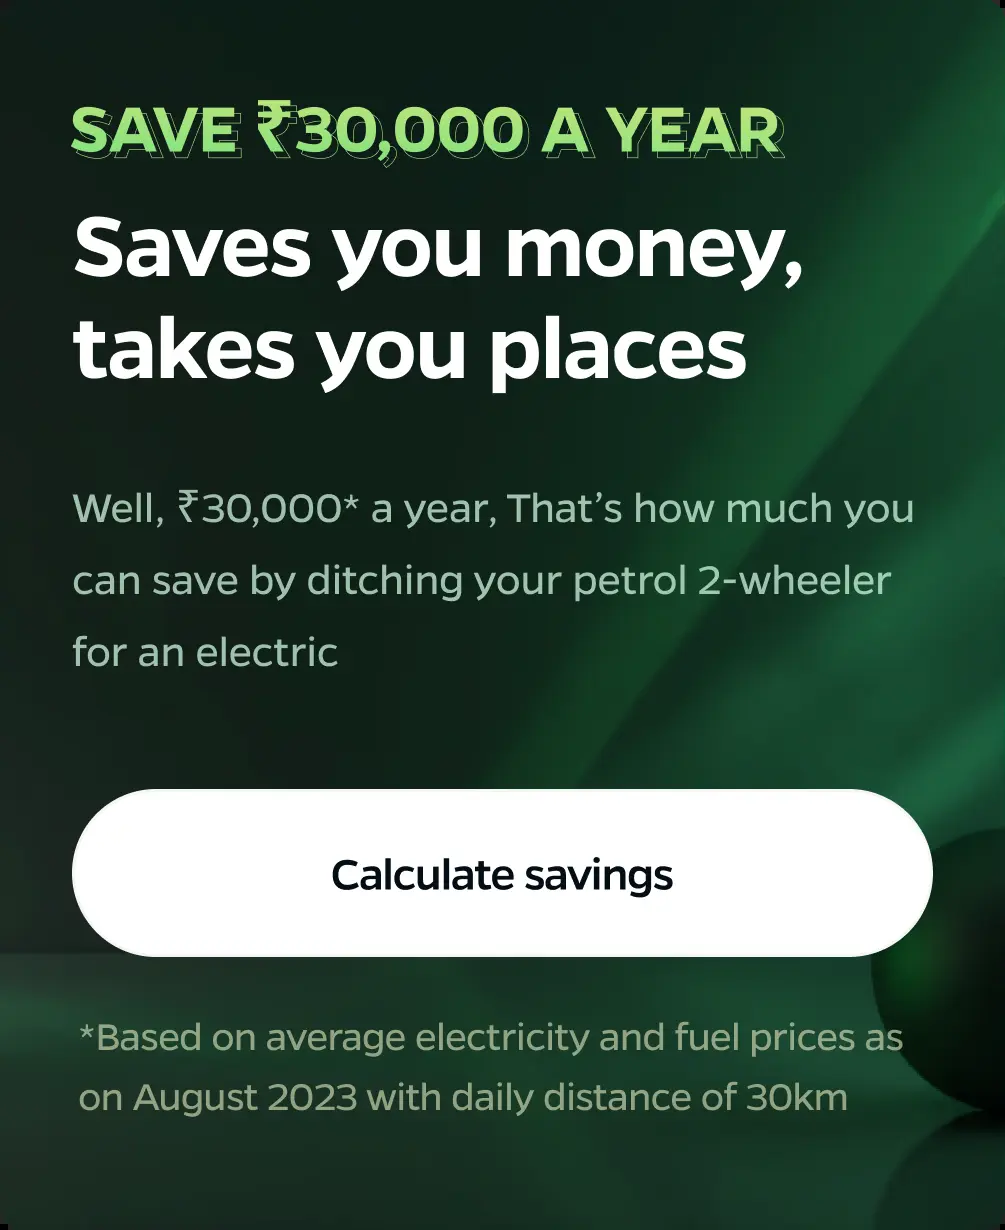 SAVE ₹30,000 A YEAR
Saves you money,
takes you places
Well, ₹30,000* a year, That’s how much you
can save by ditching your petrol 2-wheeler
for an electric
Calculate savings
*Based on average electricity and fuel prices as
on August 2023 with daily distance of 30km